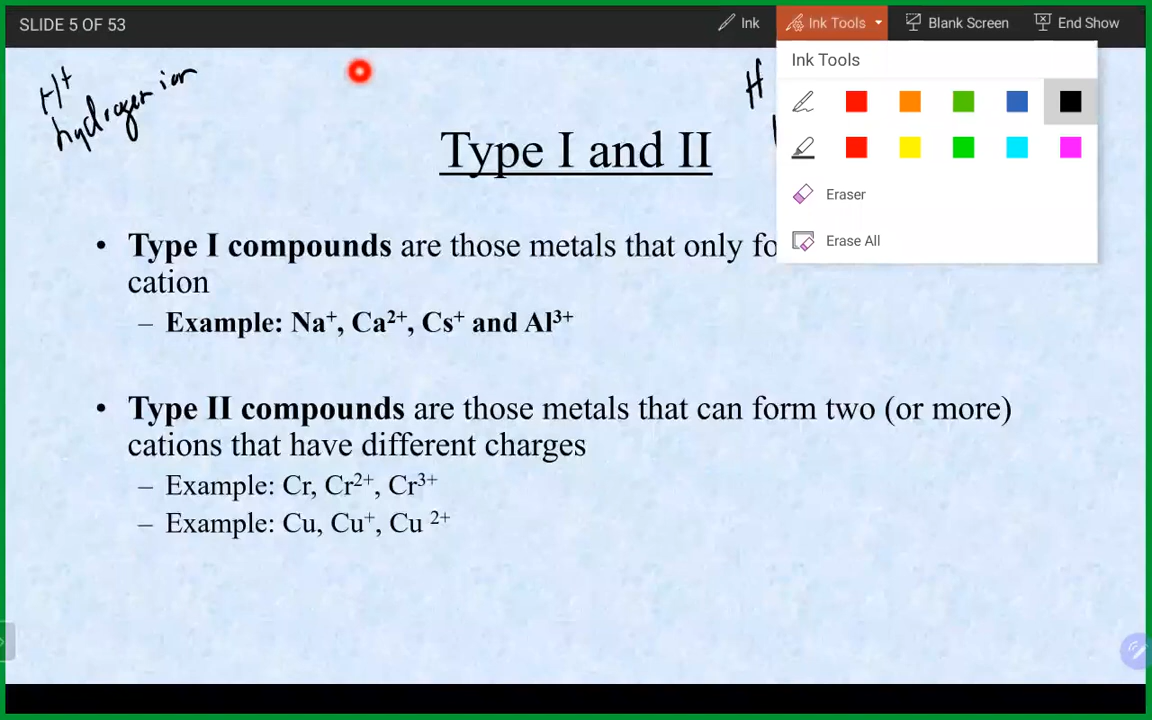 SLIDE 5 OF 53
Ink
Ink Tools
Blank Screen
End Show
Ink Tools
Eraser
Erase All
H⁺
hydrogen ion
H
Type I and II
• Type I compounds are those metals that only fo
cation
– Example: Na⁺, Ca²⁺, Cs⁺ and Al³⁺
• Type II compounds are those metals that can form two (or more)
cations that have different charges
– Example: Cr, Cr²⁺, Cr³⁺
– Example: Cu, Cu⁺, Cu ²⁺